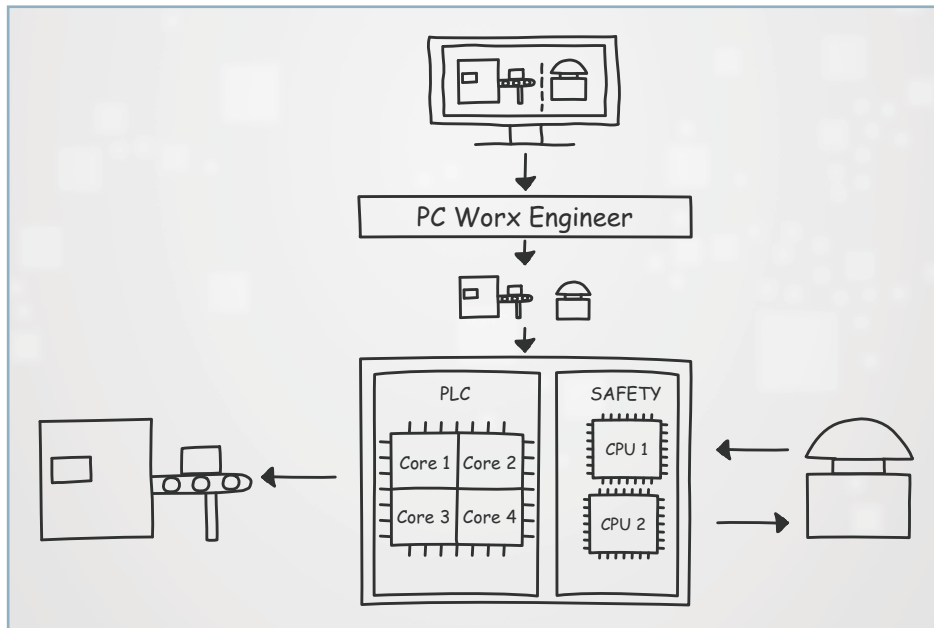 PC Worx Engineer
PLC
SAFETY
Core 1 Core 2
Core 3 Core 4
CPU 1
CPU 2